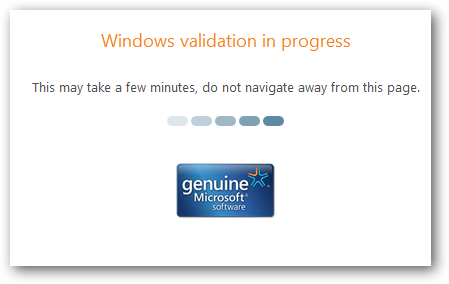 Windows validation in progress
This may take a few minutes, do not navigate away from this page.
genuine
Microsoft®
software